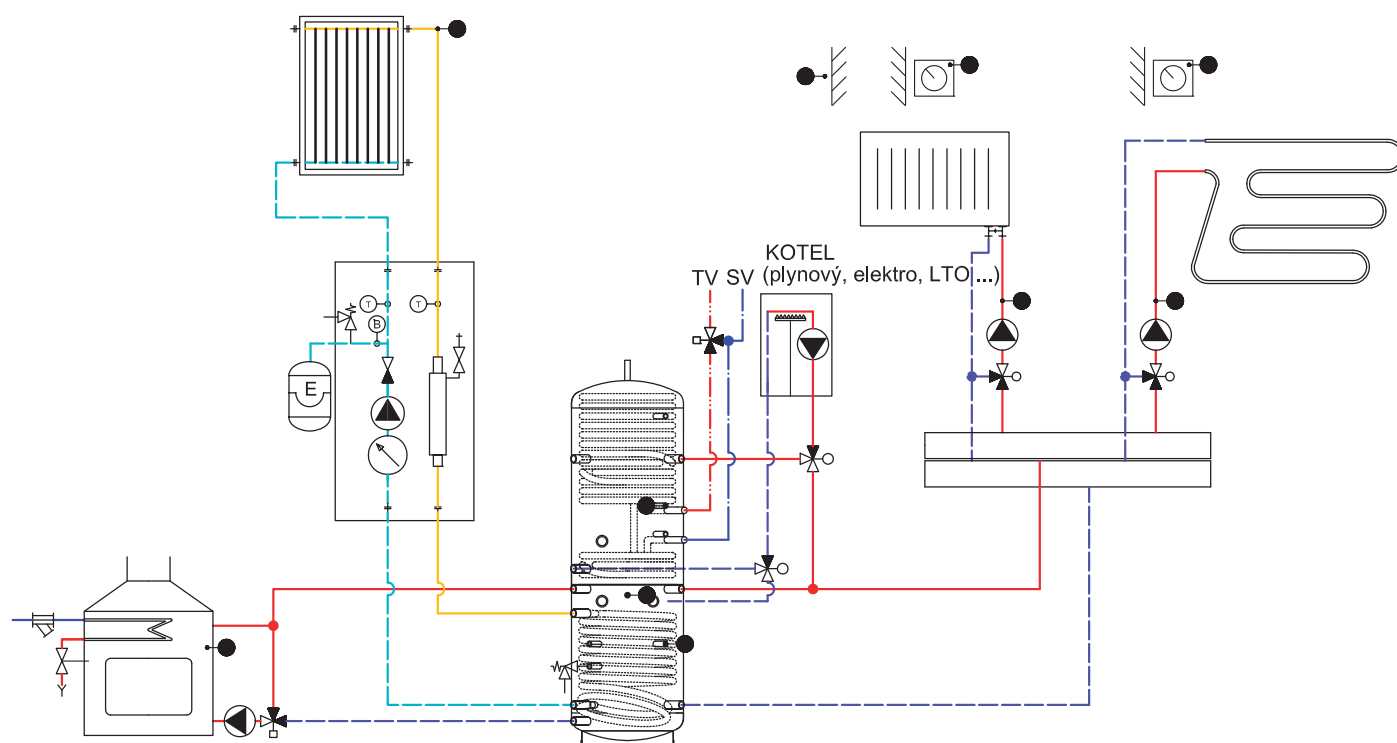 KOTEL
TV SV (plynový, elektro, LTO ...)
T T
B
E